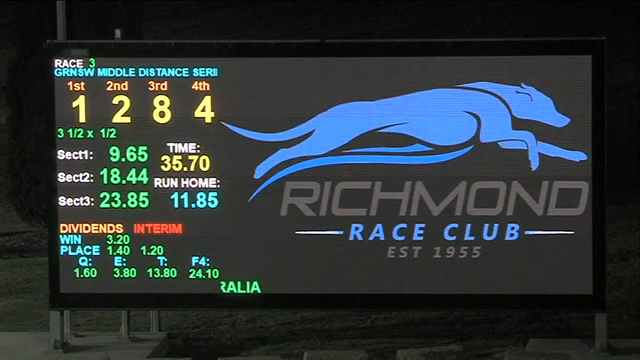 RACE 3
GRNSW MIDDLE DISTANCE SERI
1st 2nd 3rd 4th
1 2 8 4
3 1/2 x 1/2
Sect1: 9.65
Sect2: 18.44
Sect3: 23.85
TIME:
35.70
RUN HOME:
11.85
DIVIDENDS INTERIM
WIN 3.20
PLACE 1.40 1.20
Q: E: T: F4:
1.60 3.80 13.80 24.10
RALIA
RICHMOND
RACE CLUB
EST 1955